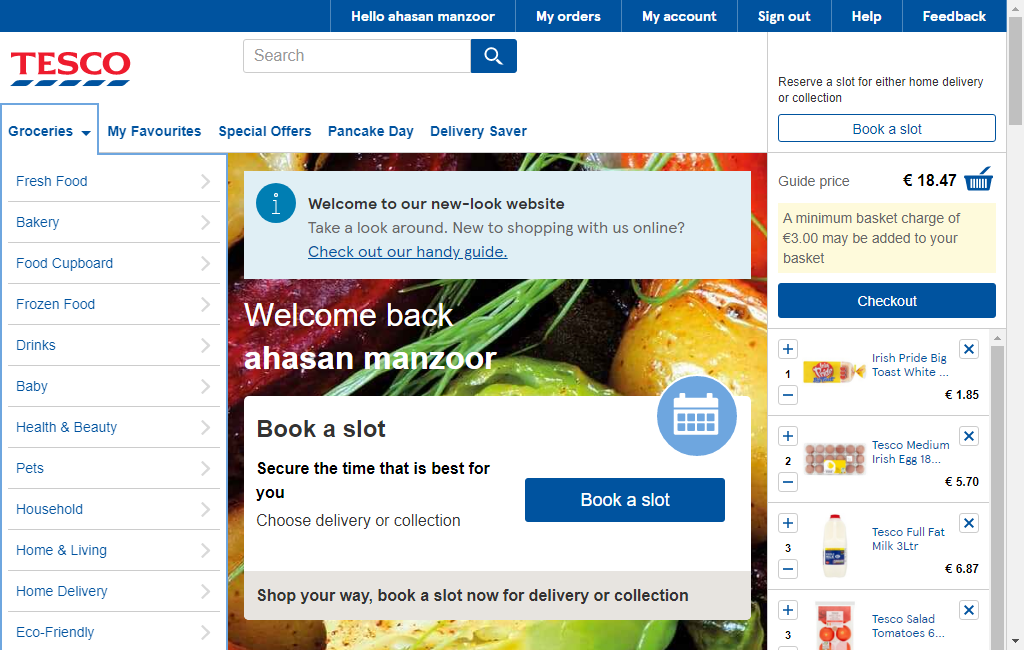 Hello ahasan manzoor
My orders
My account
Sign out
Help
Feedback
TESCO
Search
Reserve a slot for either home delivery
or collection
Book a slot
Groceries
My Favourites
Special Offers
Pancake Day
Delivery Saver
Fresh Food
Bakery
Food Cupboard
Frozen Food
Drinks
Baby
Health & Beauty
Pets
Household
Home & Living
Home Delivery
Eco-Friendly
i
Welcome to our new-look website
Take a look around. New to shopping with us online?
Check out our handy guide.
Welcome back
ahasan manzoor
Book a slot
Secure the time that is best for
you
Choose delivery or collection
Book a slot
Shop your way, book a slot now for delivery or collection
Guide price € 18.47
A minimum basket charge of
€3.00 may be added to your
basket
Checkout
1
Irish Pride Big
Toast White ...
€ 1.85
2
Tesco Medium
Irish Egg 18...
€ 5.70
3
Tesco Full Fat
Milk 3Ltr
€ 6.87
3
Tesco Salad
Tomatoes 6...